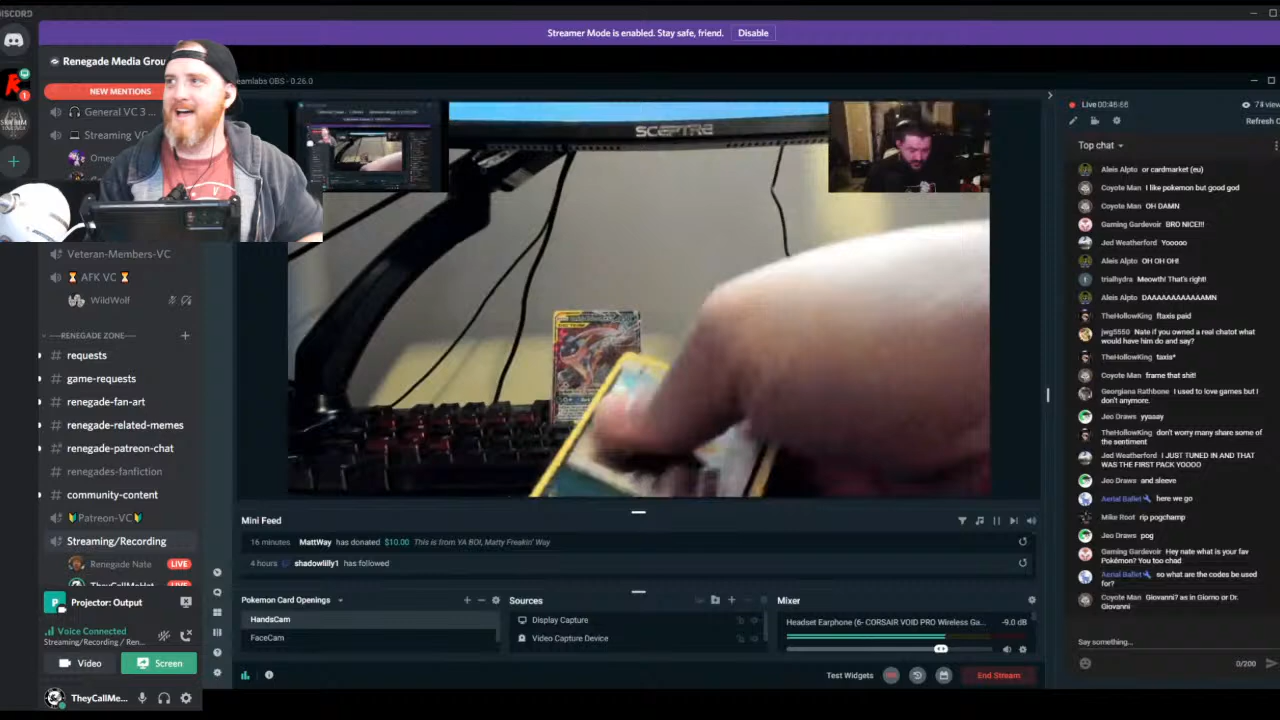 DISCORD
Streamer Mode is enabled. Stay safe, friend.
Disable
Renegade Media Grou
NEW MENTIONS
General VC 3
Streaming VC
Ome
Veteran-Members-VC
AFK VC
WildWolf
RENEGADE ZONE
# requests
# game-requests
# renegade-fan-art
# renegade-related-memes
# renegade-patreon-chat
# renegades-fanfiction
# community-content
Patreon-VC
Streaming/Recording
Renegade Nate LIVE
TheyCallMeHat LIVE
Projector: Output
Voice Connected
Streaming/Recording / Ren...
Video
Screen
TheyCallMe...
eamlabs OBS - 0.26.0
SCEPTRE
Mini Feed
16 minutes MattWay has donated $10.00 This is from YA BOI, Matty Freakin' Way
4 hours shadowlilly1 has followed
Pokemon Card Openings
HandsCam
FaceCam
Sources
Display Capture
Video Capture Device
Mixer
Headset Earphone (6- CORSAIR VOID PRO Wireless Ga...
-9.0 dB
Test Widgets
End Stream
Live
74 view
Refresh C
Top chat
Aleis Alpto or cardmarket (eu)
Coyote Man I like pokemon but good god
Coyote Man OH DAMN
Gaming Gardevoir BRO NICE!!!
Jed Weatherford Yooooo
Aleis Alpto OH OH OH!
trialhydra Meowth! That's right!
Aleis Alpto DAAAAAAAAAAAMN
TheHollowKing ftaxis paid
jwg5550 Nate if you owned a real chatot what
would have him do and say?
TheHollowKing taxis*
Coyote Man frame that shit!
Georgiana Rathbone I used to love games but I
don't anymore.
Jeo Draws yyaaay
TheHollowKing don't worry many share some of
the sentiment
Jed Weatherford I JUST TUNED IN AND THAT
WAS THE FIRST PACK YOOOO
Jeo Draws and sleeve
Aerial Ballet here we go
Mike Root rip pogchamp
Jeo Draws pog
Gaming Gardevoir Hey nate what is your fav
Pokémon? You too chad
Aerial Ballet so what are the codes be used
for?
Coyote Man Giovanni? as in Giorno or Dr.
Giovanni
Say something...
0/200